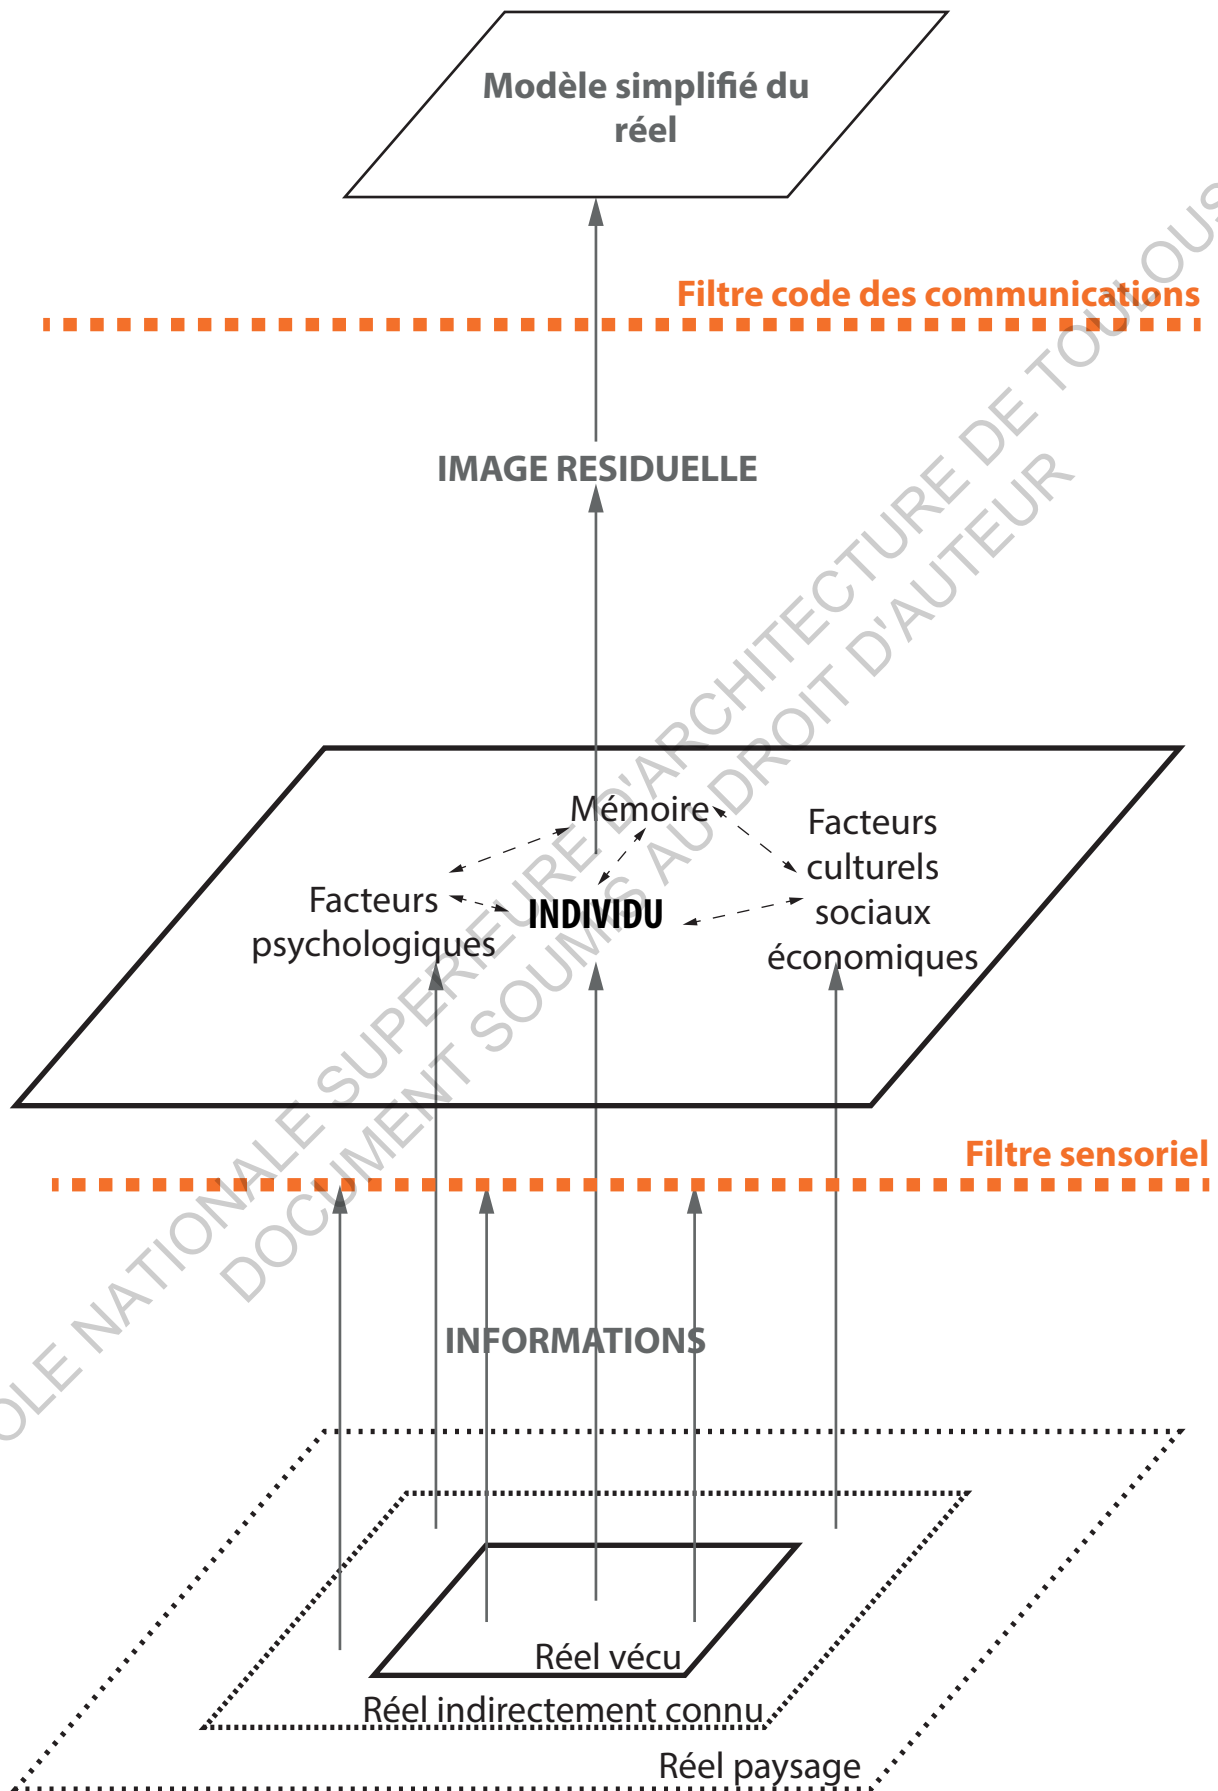 Modèle simplifié du
réel
Filtre code des communications
IMAGE RESIDUELLE
Mémoire
Facteurs
culturels
sociaux
économiques
Facteurs
psychologiques
INDIVIDU
Filtre sensoriel
INFORMATIONS
Réel vécu
Réel indirectement connu
Réel paysage
OLE NATIONALE SUPERIEURE D'ARCHITECTURE DE TOULOUS
DOCUMENT SOUMIS AU DROIT D'AUTEUR